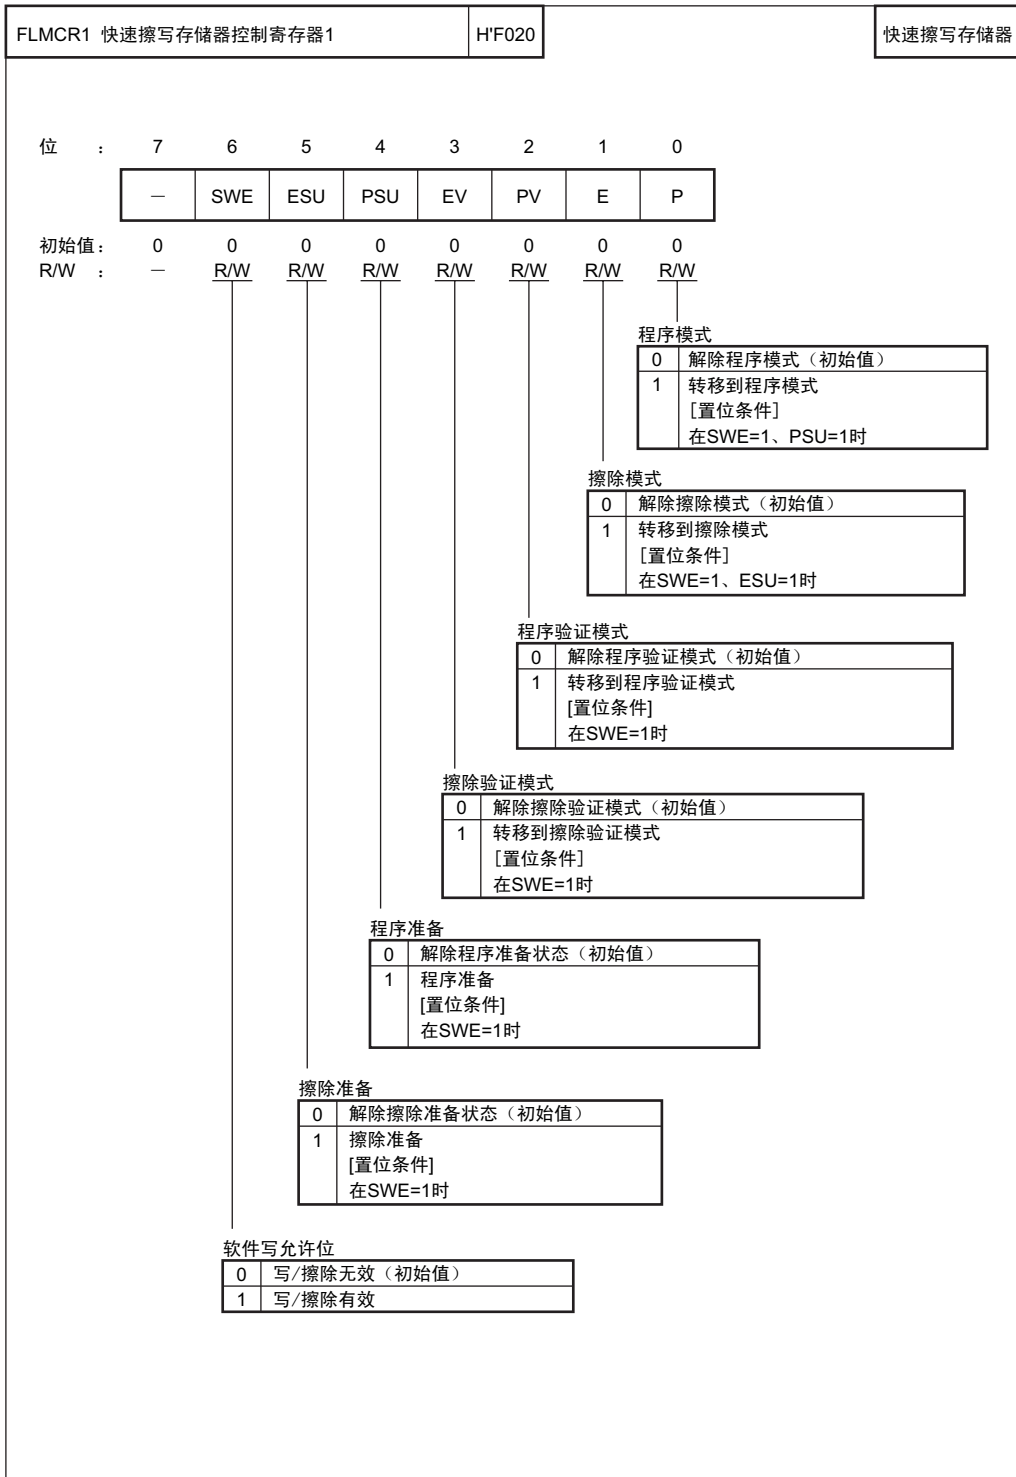 FLMCR1 快速擦写存储器控制寄存器1 H'F020 快速擦写存储器
位 : 7 6 5 4 3 2 1 0
— SWE ESU PSU EV PV E P
初始值: 0 0 0 0 0 0 0 0
R/W : — R/W R/W R/W R/W R/W R/W R/W
程序模式
0 解除程序模式（初始值）
1 转移到程序模式
[置位条件]
在SWE=1、PSU=1时
擦除模式
0 解除擦除模式（初始值）
1 转移到擦除模式
[置位条件]
在SWE=1、ESU=1时
程序验证模式
0 解除程序验证模式（初始值）
1 转移到程序验证模式
[置位条件]
在SWE=1时
擦除验证模式
0 解除擦除验证模式（初始值）
1 转移到擦除验证模式
[置位条件]
在SWE=1时
程序准备
0 解除程序准备状态（初始值）
1 程序准备
[置位条件]
在SWE=1时
擦除准备
0 解除擦除准备状态（初始值）
1 擦除准备
[置位条件]
在SWE=1时
软件写允许位
0 写/擦除无效（初始值）
1 写/擦除有效